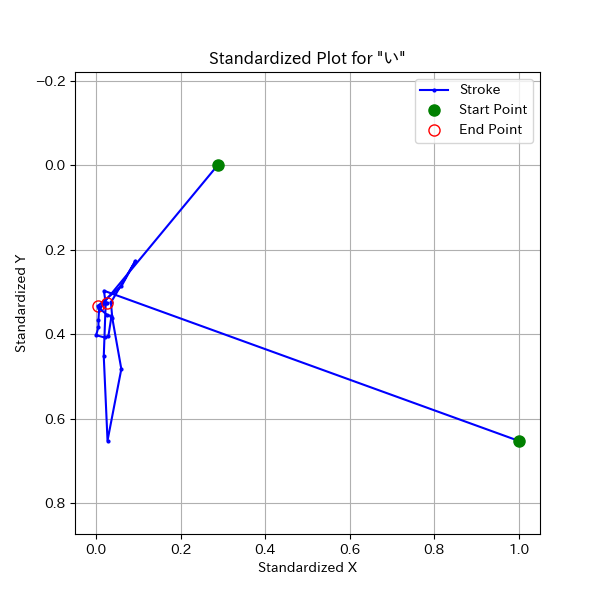 Standardized Plot for "い"
Stroke
Start Point
End Point
−0.2
0.0
0.2
0.4
0.6
0.8
Standardized Y
0.0 0.2 0.4 0.6 0.8 1.0
Standardized X